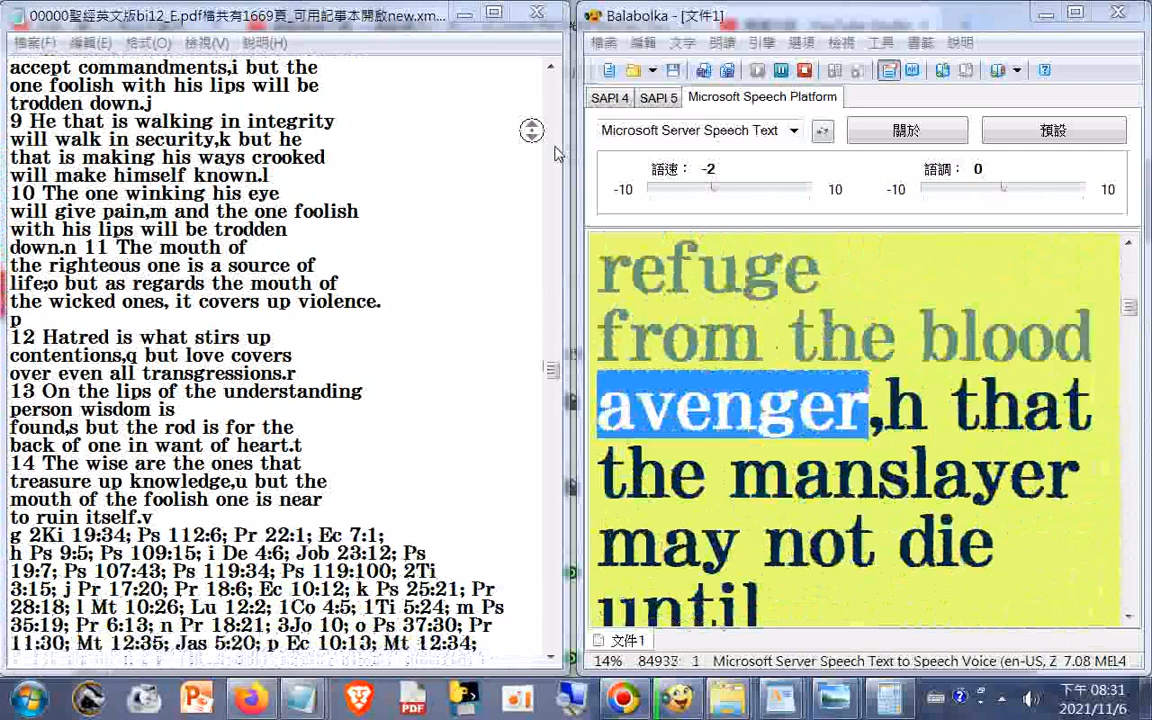 00000聖經英文版bi12_E.pdf檔共有1669頁_可用記事本開啟new.xm...
檔案(F) 編輯(E) 格式(O) 檢視(V) 說明(H)
accept commandments,i but the
one foolish with his lips will be
trodden down.j
9 He that is walking in integrity
will walk in security,k but he
that is making his ways crooked
will make himself known.l
10 The one winking his eye
will give pain,m and the one foolish
with his lips will be trodden
down.n 11 The mouth of
the righteous one is a source of
life;o but as regards the mouth of
the wicked ones, it covers up violence.
p
12 Hatred is what stirs up
contentions,q but love covers
over even all transgressions.r
13 On the lips of the understanding
person wisdom is
found,s but the rod is for the
back of one in want of heart.t
14 The wise are the ones that
treasure up knowledge,u but the
mouth of the foolish one is near
to ruin itself.v
g 2Ki 19:34; Ps 112:6; Pr 22:1; Ec 7:1;
h Ps 9:5; Ps 109:15; i De 4:6; Job 23:12; Ps
19:7; Ps 107:43; Ps 119:34; Ps 119:100; 2Ti
3:15; j Pr 17:20; Pr 18:6; Ec 10:12; k Ps 25:21; Pr
28:18; l Mt 10:26; Lu 12:2; 1Co 4:5; 1Ti 5:24; m Ps
35:19; Pr 6:13; n Pr 18:21; 3Jo 10; o Ps 37:30; Pr
11:30; Mt 12:35; Jas 5:20; p Ec 10:13; Mt 12:34;
Balabolka - [文件1]
檔案 編輯 文字 朗讀 引擎 選項 檢視 工具 書籤 說明
SAPI 4 SAPI 5 Microsoft Speech Platform
Microsoft Server Speech Text 關於 預設
語速： -2 語調： 0
-10 10 -10 10
refuge
from the blood
avenger,h that
the manslayer
may not die
until
文件1
14% 84932: 1 Microsoft Server Speech Text to Speech Voice (en-US, Z 7.08 MB
PDF
下午 08:31
2021/11/6